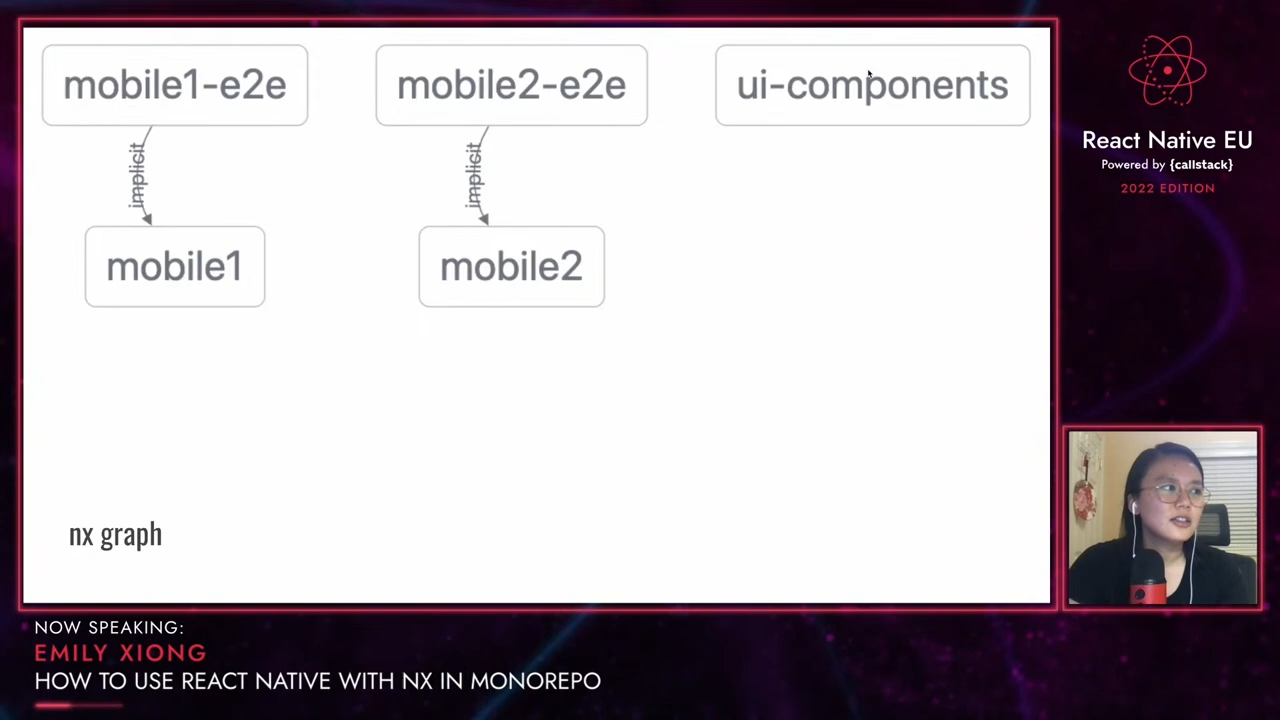 mobile1-e2e
mobile2-e2e
ui-components
implicit
implicit
mobile1
mobile2
nx graph
React Native EU
Powered by {callstack}
2022 EDITION
NOW SPEAKING:
EMILY XIONG
HOW TO USE REACT NATIVE WITH NX IN MONOREPO